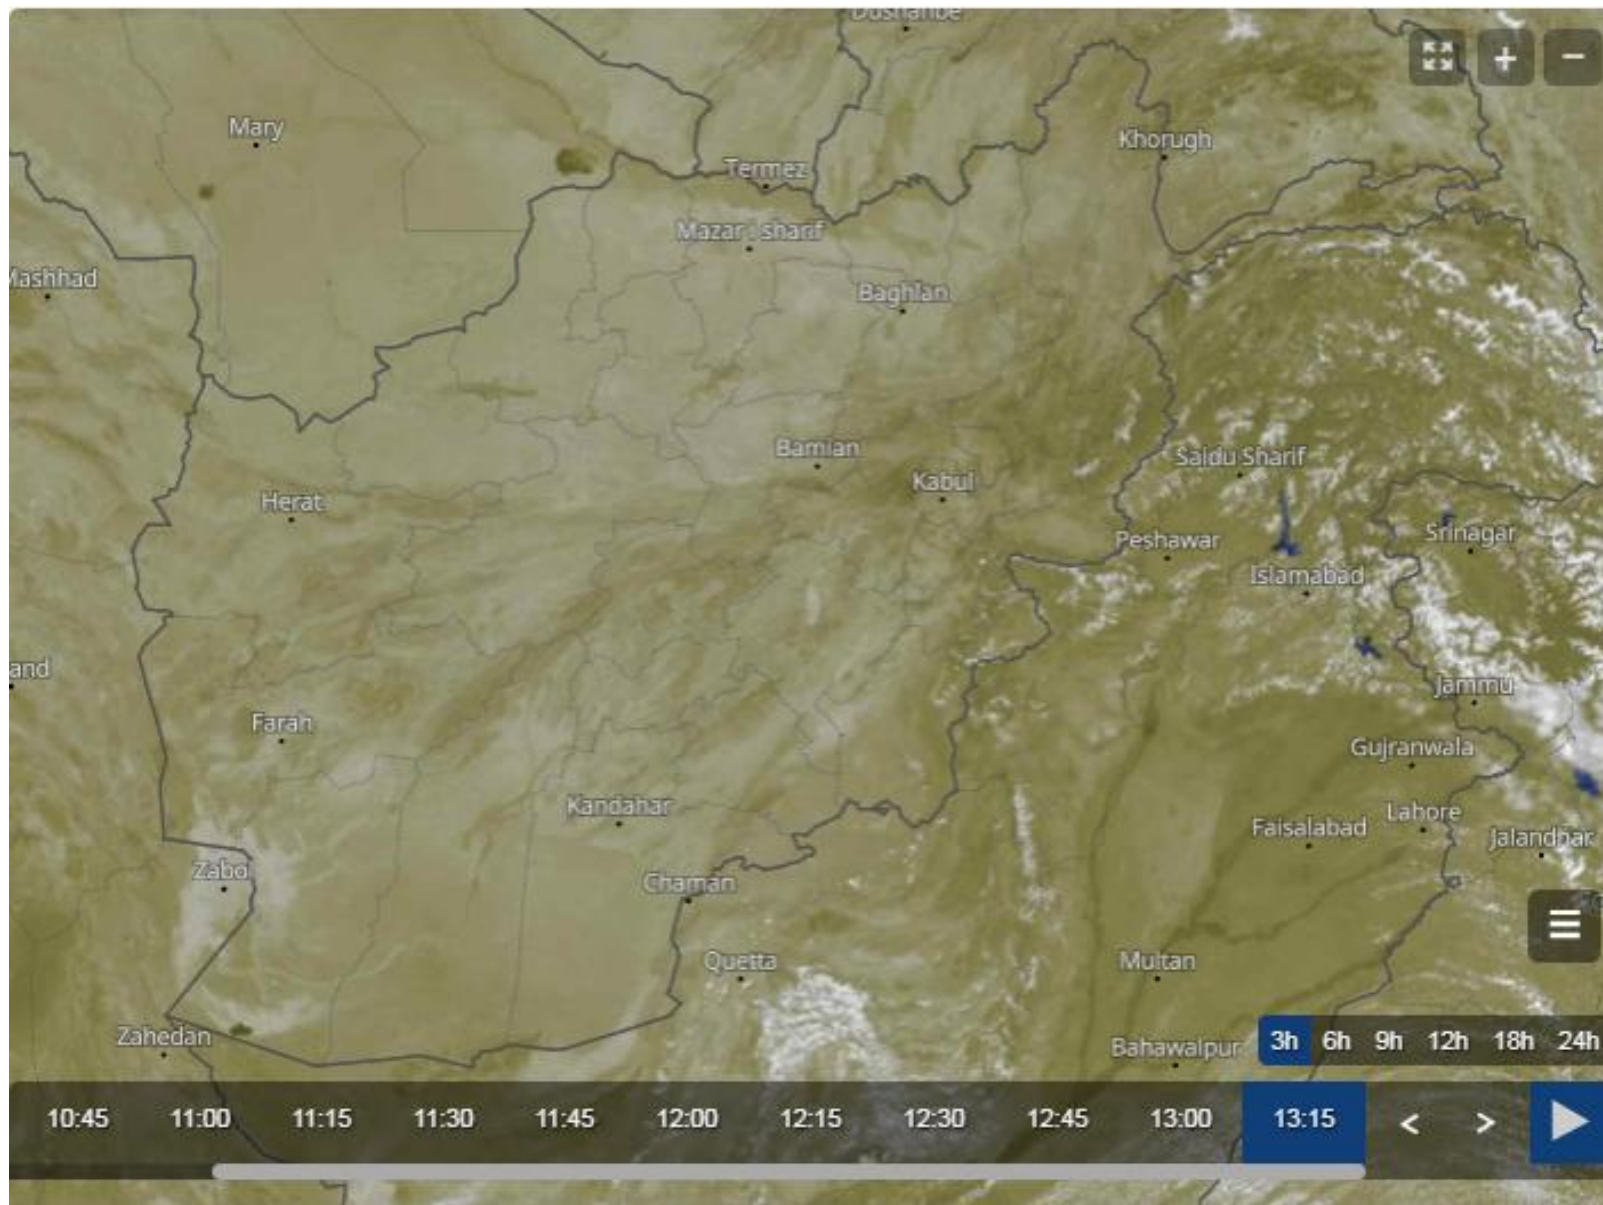 Dushanbe
Mary
Khorugh
Termez
Mazar i sharif
Mashhad
Baghlan
Bamian
Saidu Sharif
Kabul
Herat
Srinagar
Peshawar
Islamabad
and
Jammu
Farah
Gujranwala
Kandahar
Lahore
Faisalabad
Jalandhar
Zabol
Chaman
Quetta
Multan
Zahedan
Bahawalpur
3h 6h 9h 12h 18h 24h
10:45 11:00 11:15 11:30 11:45 12:00 12:15 12:30 12:45 13:00 13:15 < >